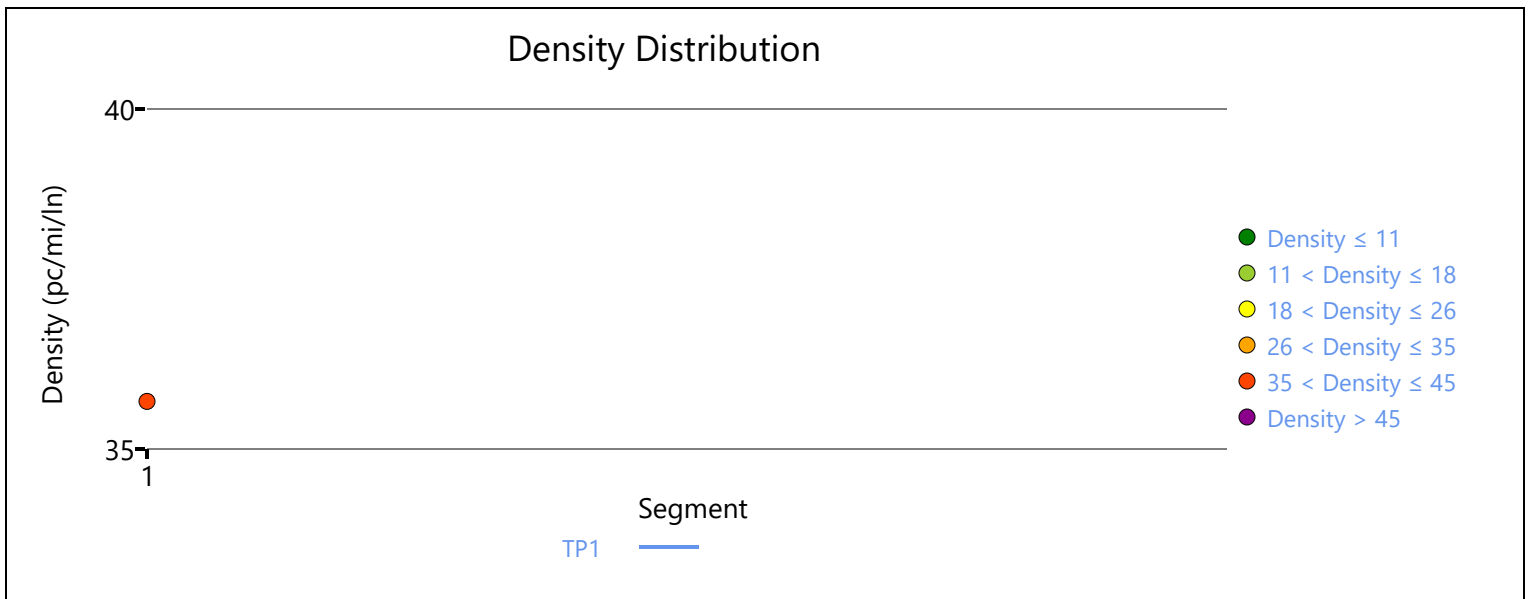 Density Distribution
40
Density (pc/mi/ln)
35
1
Segment
TP1
Density ≤ 11
11 < Density ≤ 18
18 < Density ≤ 26
26 < Density ≤ 35
35 < Density ≤ 45
Density > 45